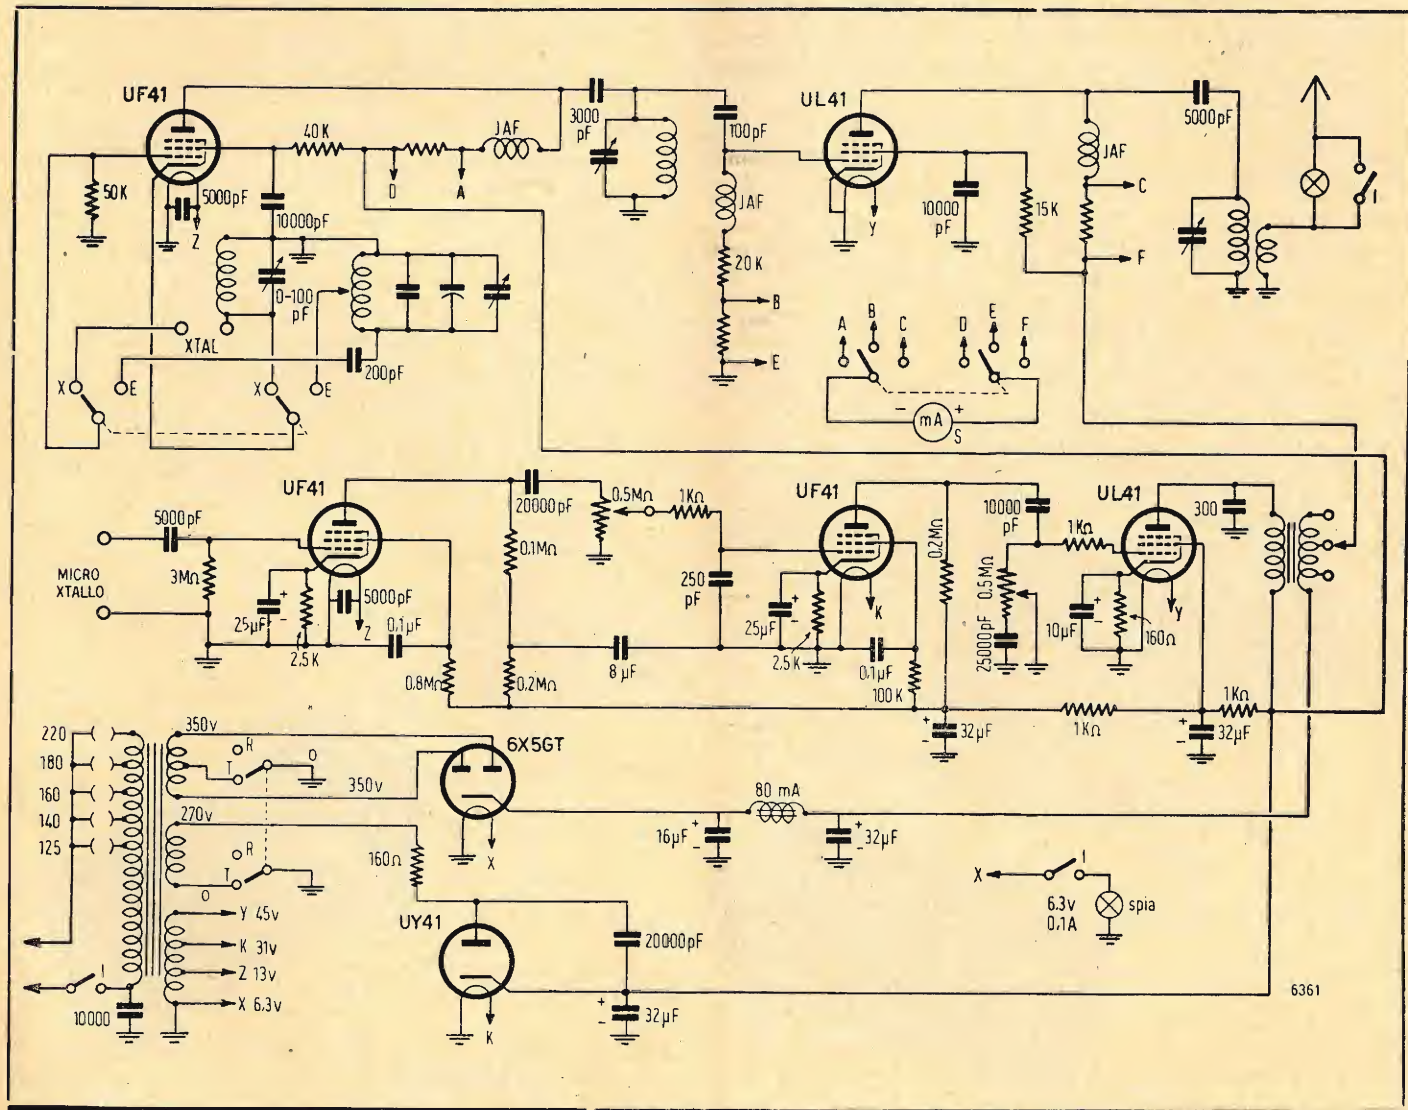 UF41
50K
5000pF
Z
40K
10000pF
D
A
JAF
3000
pF
100pF
JAF
20K
B
E
UL41
Y
10000
pF
15K
JAF
C
F
5000pF
I
0-100
pF
XTAL
200pF
X
E
X
E
A
B
C
D
E
F
-
mA
+
S
MICRO
XTALLO
5000pF
3MΩ
UF41
25µF
+
-
2,5K
5000pF
Z
0,1µF
0,8MΩ
0,1MΩ
0,2MΩ
20000pF
0,5MΩ
1KΩ
250
pF
8 µF
UF41
25µF
+
-
2,5K
K
0,1µF
100K
0,2MΩ
10000
pF
0,5MΩ
25000pF
1KΩ
UL41
10µF
+
-
160Ω
Y
300
+
-
32µF
1KΩ
1KΩ
+
-
32µF
220
180
160
140
125
I
10000
350v
R
T
O
350v
270v
R
T
O
Y 45v
K 31v
Z 13v
X 6.3v
6X5GT
X
160Ω
UY41
K
20000pF
+
-
32µF
16µF
+
-
80 mA
+
-
32µF
X
I
6.3v
0,1A
spia
6361